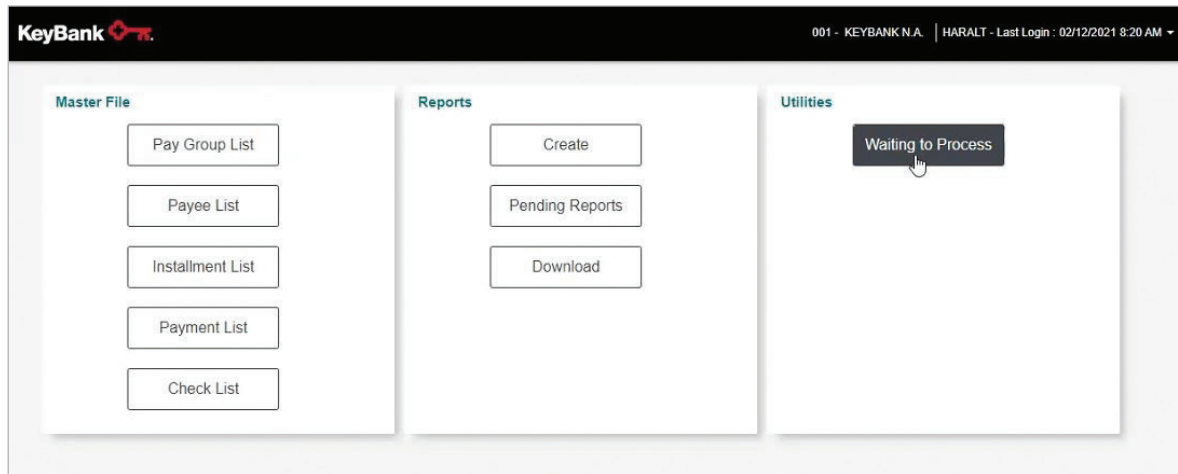 KeyBank
001 - KEYBANK N.A. | HARALT - Last Login : 02/12/2021 8:20 AM
Master File
Pay Group List
Payee List
Installment List
Payment List
Check List
Reports
Create
Pending Reports
Download
Utilities
Waiting to Process